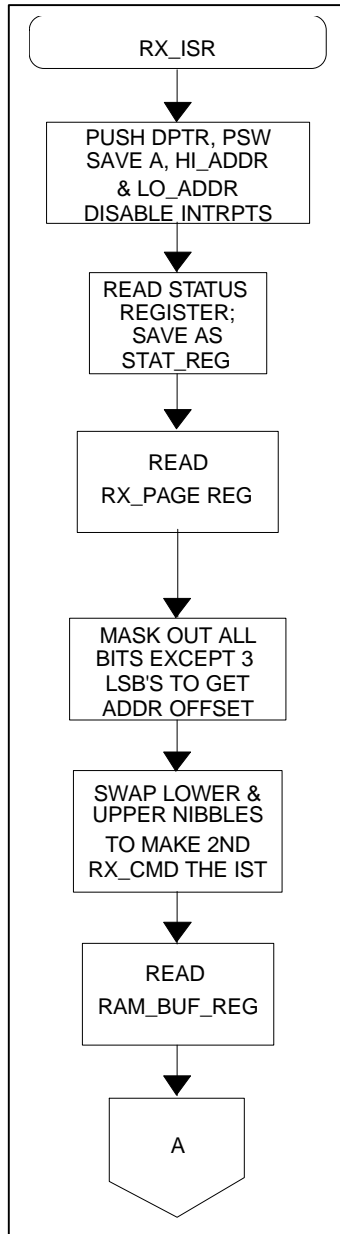 RX_ISR
PUSH DPTR, PSW
SAVE A, HI_ADDR
& LO_ADDR
DISABLE INTRPTS
READ STATUS
REGISTER;
SAVE AS
STAT_REG
READ
RX_PAGE REG
MASK OUT ALL
BITS EXCEPT 3
LSB'S TO GET
ADDR OFFSET
SWAP LOWER &
UPPER NIBBLES
TO MAKE 2ND
RX_CMD THE IST
READ
RAM_BUF_REG
A